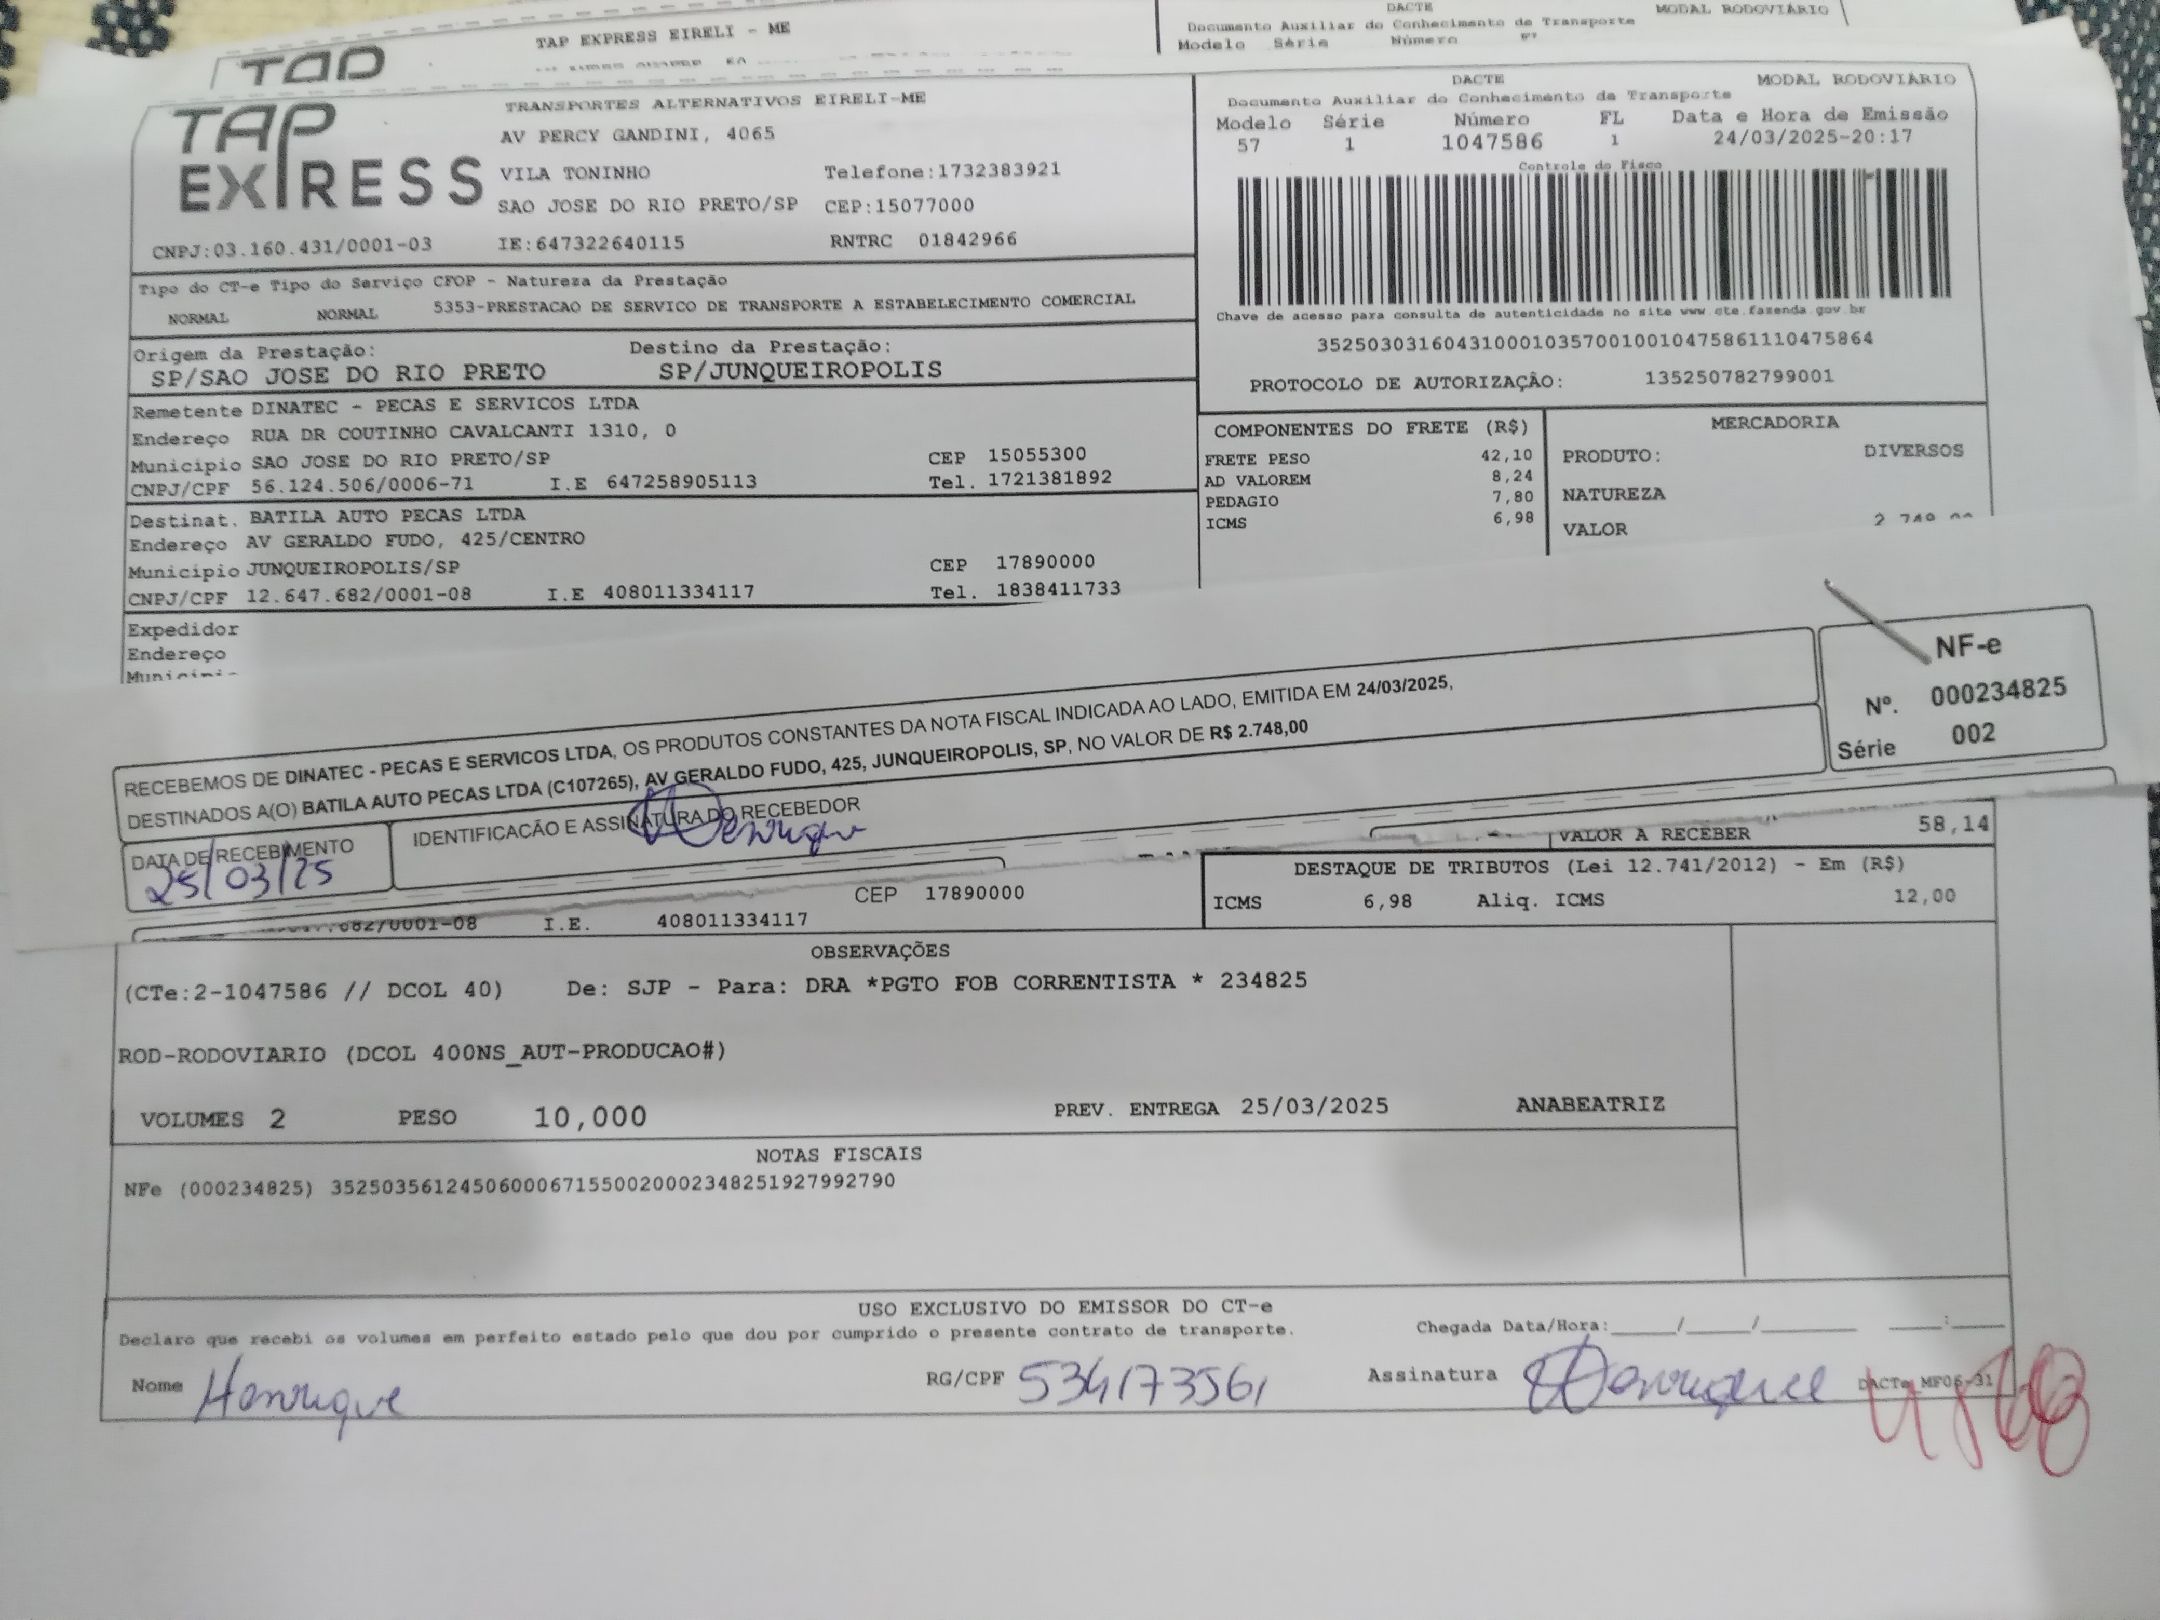 DACTE
MODAL RODOVIÁRIO
TAP
TAP EXPRESS EIRELI - ME
Documento Auxiliar do Conhecimento de Transporte
Modelo Série Número
DACTE
MODAL RODOVIÁRIO
TAP EXPRESS
TRANSPORTES ALTERNATIVOS EIRELI-ME
Documento Auxiliar do Conhecimento de Transporte
AV PERCY GANDINI, 4065
Modelo Série Número FL Data e Hora de Emissão
57 1 1047586 1 24/03/2025-20:17
VILA TONINHO Telefone:1732383921
Controle do Fisco
SAO JOSE DO RIO PRETO/SP CEP:15077000
CNPJ:03.160.431/0001-03 IE:647322640115 RNTRC 01842966
Tipo do CT-e Tipo do Serviço CFOP - Natureza da Prestação
NORMAL NORMAL 5353-PRESTACAO DE SERVICO DE TRANSPORTE A ESTABELECIMENTO COMERCIAL
Chave de acesso para consulta de autenticidade no site www.cte.fazenda.gov.br
35250303160431000103570010010475861110475864
PROTOCOLO DE AUTORIZAÇÃO: 135250782799001
Origem da Prestação: Destino da Prestação:
SP/SAO JOSE DO RIO PRETO SP/JUNQUEIROPOLIS
Remetente DINATEC - PECAS E SERVICOS LTDA
Endereço RUA DR COUTINHO CAVALCANTI 1310, 0
Município SAO JOSE DO RIO PRETO/SP CEP 15055300
CNPJ/CPF 56.124.506/0006-71 I.E 647258905113 Tel. 1721381892
COMPONENTES DO FRETE (R$)
FRETE PESO 42,10
AD VALOREM 8,24
PEDAGIO 7,80
ICMS 6,98
MERCADORIA
PRODUTO: DIVERSOS
NATUREZA
VALOR
Destinat. BATILA AUTO PECAS LTDA
Endereço AV GERALDO FUDO, 425/CENTRO
Município JUNQUEIROPOLIS/SP CEP 17890000
CNPJ/CPF 12.647.682/0001-08 I.E 408011334117 Tel. 1838411733
Expedidor
Endereço
Município
RECEBEMOS DE DINATEC - PECAS E SERVICOS LTDA, OS PRODUTOS CONSTANTES DA NOTA FISCAL INDICADA AO LADO, EMITIDA EM 24/03/2025,
DESTINADOS A(O) BATILA AUTO PECAS LTDA (C107265), AV GERALDO FUDO, 425, JUNQUEIROPOLIS, SP, NO VALOR DE R$ 2.748,00
NF-e
Nº. 000234825
Série 002
DATA DE RECEBIMENTO
25/03/25
IDENTIFICAÇÃO E ASSINATURA DO RECEBEDOR
Henrique
VALOR A RECEBER 58,14
DESTAQUE DE TRIBUTOS (Lei 12.741/2012) - Em (R$)
ICMS 6,98 Aliq. ICMS 12,00
CEP 17890000
682/0001-08 I.E. 408011334117
OBSERVAÇÕES
(CTe:2-1047586 // DCOL 40) De: SJP - Para: DRA *PGTO FOB CORRENTISTA * 234825
ROD-RODOVIARIO (DCOL 400NS_AUT-PRODUCAO#)
VOLUMES 2 PESO 10,000 PREV. ENTREGA 25/03/2025 ANABEATRIZ
NOTAS FISCAIS
NFe (000234825) 35250356124506000671550020002348251927992790
USO EXCLUSIVO DO EMISSOR DO CT-e
Declaro que recebi os volumes em perfeito estado pelo que dou por cumprido o presente contrato de transporte. Chegada Data/Hora:____/____/______ ___:____
Nome Henrique RG/CPF 534173561 Assinatura Henrique DACTe_MF06-31